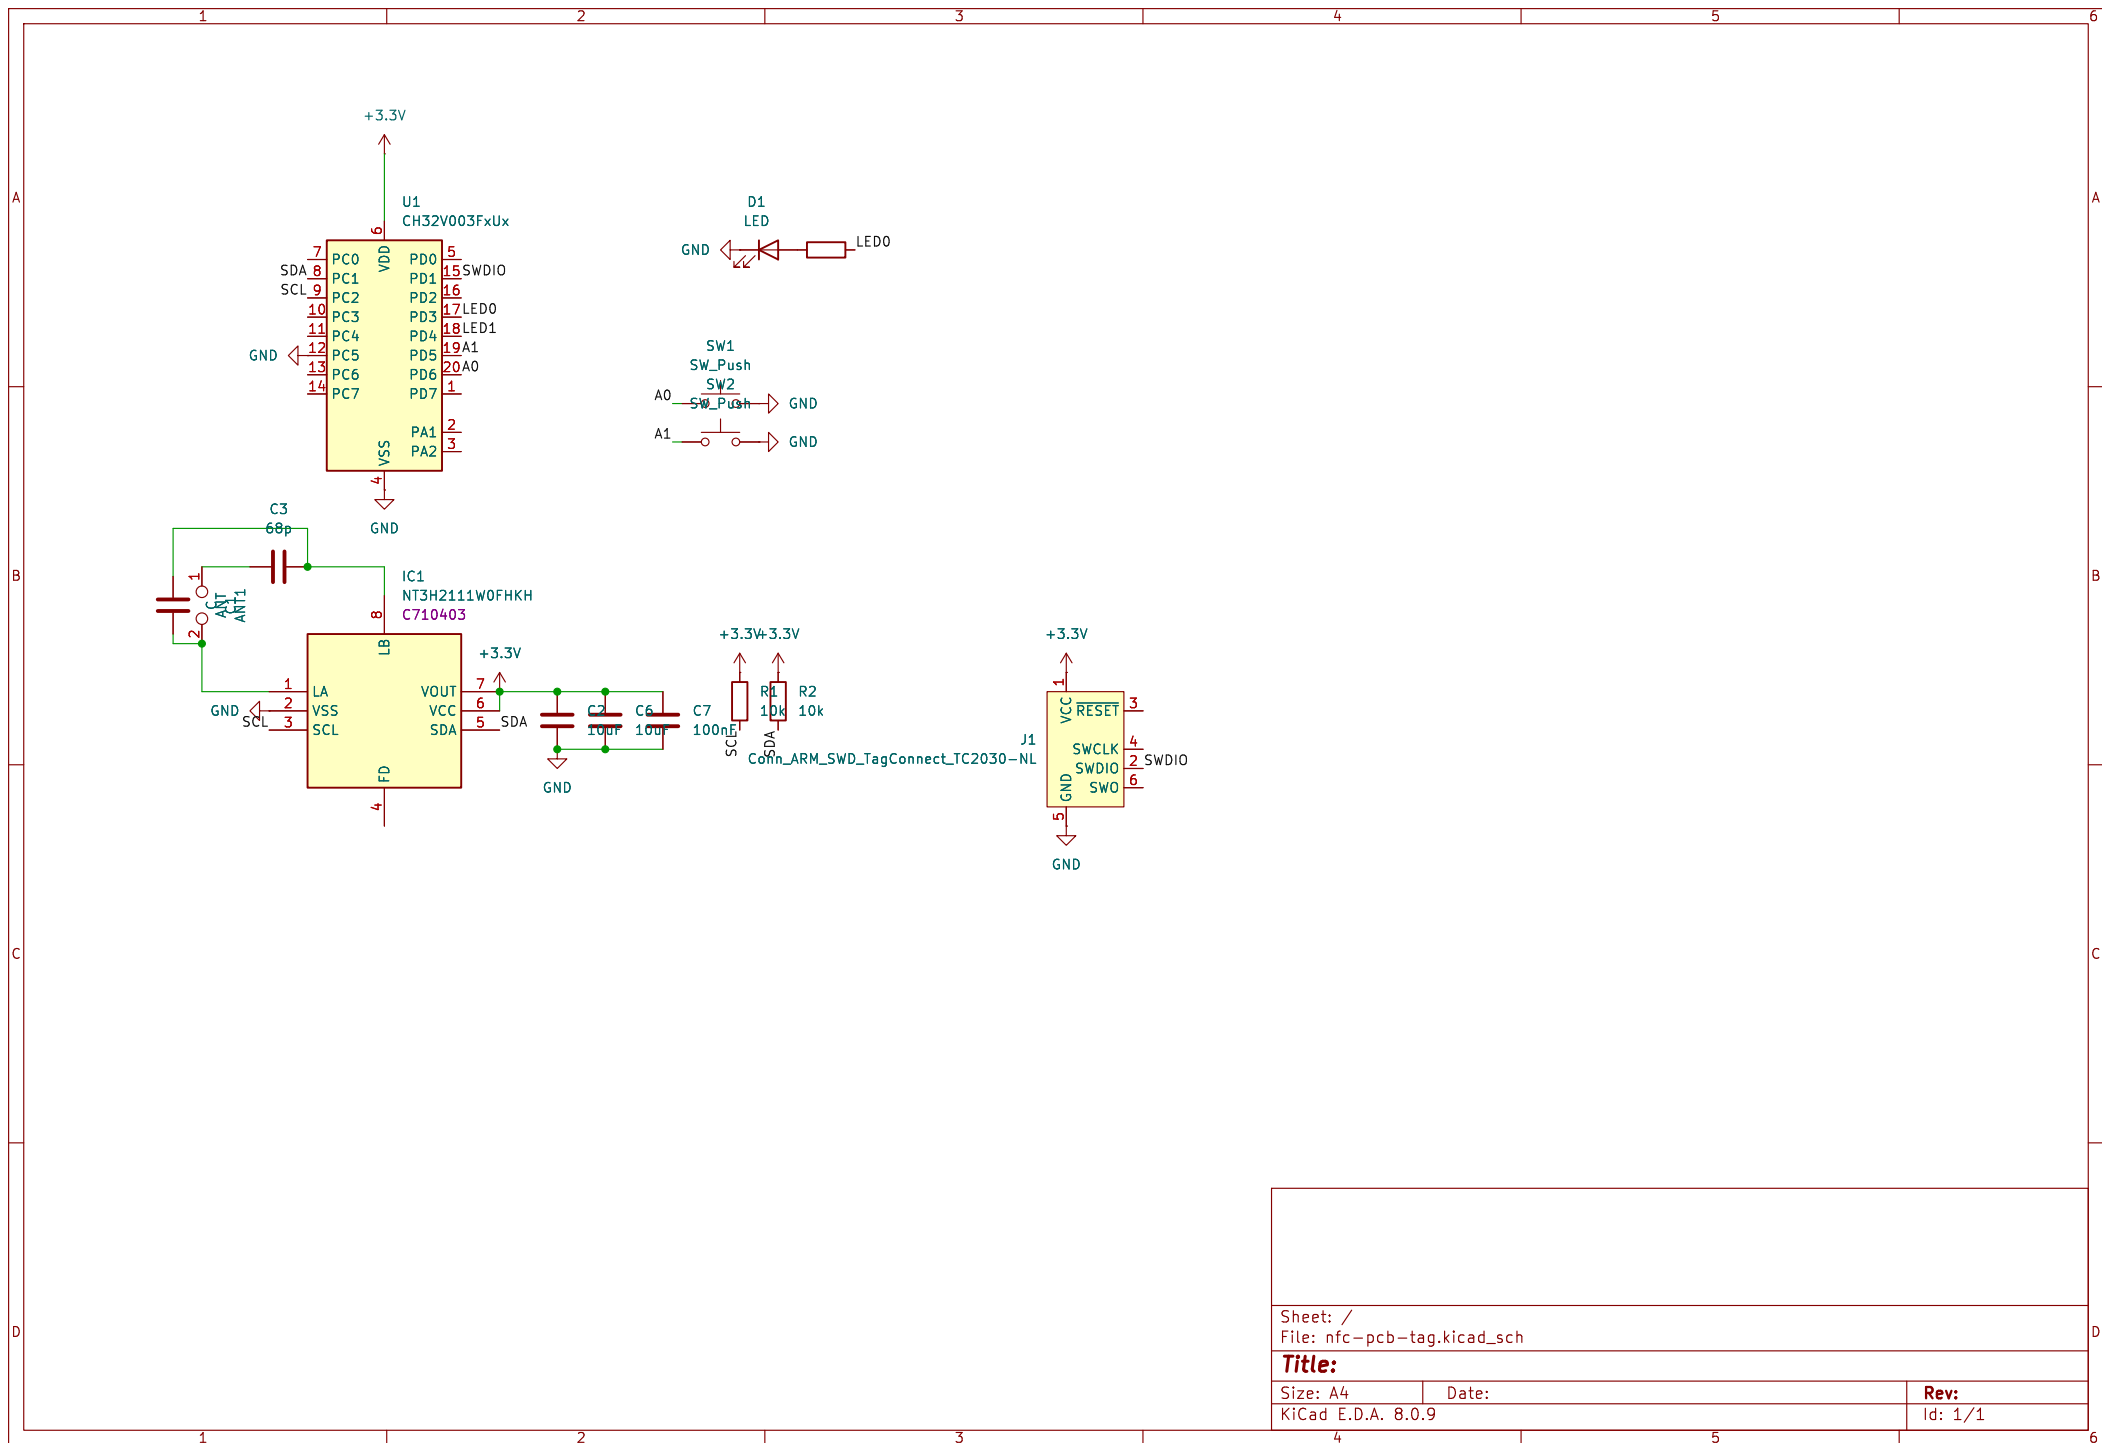 1 2 3 4 5 6
A A
B B
C C
D D
1 2 3 4 5 6
+3.3V
U1
CH32V003FxUx
6
VDD
7 PC0
SDA 8 PC1
SCL 9 PC2
10 PC3
11 PC4
GND 12 PC5
13 PC6
14 PC7
PD0 5
PD1 15 SWDIO
PD2 16
PD3 17 LED0
PD4 18 LED1
PD5 19 A1
PD6 20 A0
PD7 1
PA1 2
PA2 3
VSS
4
GND
D1
LED
GND
LED0
SW1
SW_Push
SW2
SW_Push
A0
GND
A1
GND
C3
68p
1
2
ANT
ANT1
IC1
NT3H2111W0FHKH
C710403
8
LB
1 LA
GND 2 VSS
SCL 3 SCL
VOUT 7
VCC 6
SDA 5 SDA
FD
4
+3.3V
C2
10uF
C6
10uF
C7
100nF
GND
+3.3V
+3.3V
R1
10k
R2
10k
SCL
SDA
+3.3V
1
VCC
RESET 3
J1
Conn_ARM_SWD_TagConnect_TC2030-NL
SWCLK 4
SWDIO 2 SWDIO
SWO 6
GND
5
GND
Sheet: /
File: nfc-pcb-tag.kicad_sch
Title:
Size: A4 Date: Rev:
KiCad E.D.A. 8.0.9 Id: 1/1